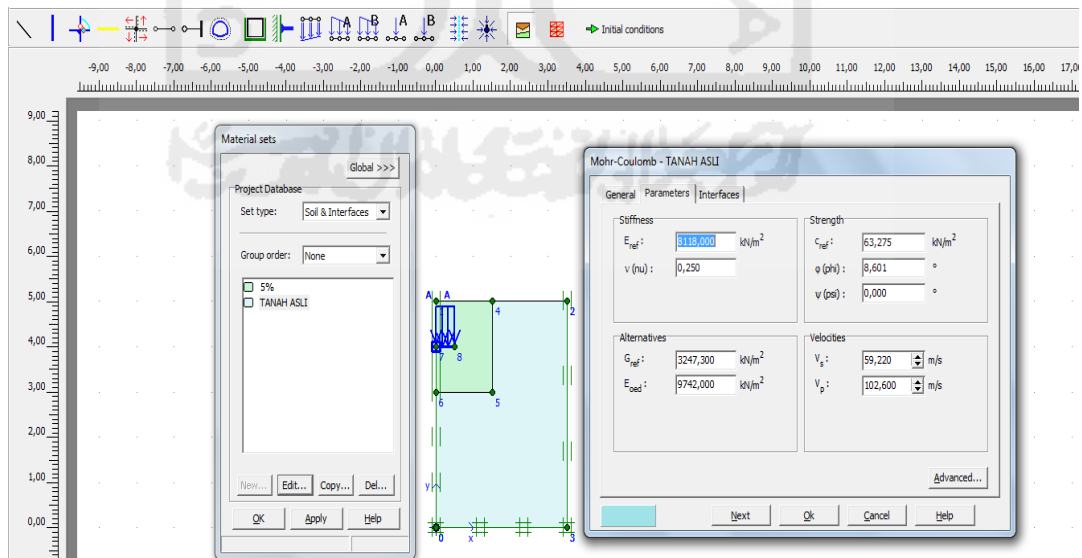 A B A B
Initial conditions
-9,00 -8,00 -7,00 -6,00 -5,00 -4,00 -3,00 -2,00 -1,00 0,00 1,00 2,00 3,00 4,00 5,00 6,00 7,00 8,00 9,00 10,00 11,00 12,00 13,00 14,00 15,00 16,00 17,00
9,00
8,00
7,00
6,00
5,00
4,00
3,00
2,00
1,00
0,00
Material sets
Global >>>
Project Database
Set type: Soil & Interfaces
Group order: None
5%
TANAH ASLI
New... Edit... Copy... Del...
OK Apply Help
A A
4 2
7 8
6 5
y
0 x 3
Mohr-Coulomb - TANAH ASLI
General Parameters Interfaces
Stiffness
Eref : 8118,000 kN/m²
ν (nu) : 0,250
Strength
cref : 63,275 kN/m²
φ (phi) : 8,601 °
ψ (psi) : 0,000 °
Alternatives
Gref : 3247,300 kN/m²
Eoed : 9742,000 kN/m²
Velocities
Vs : 59,220 m/s
Vp : 102,600 m/s
Advanced...
Next Ok Cancel Help